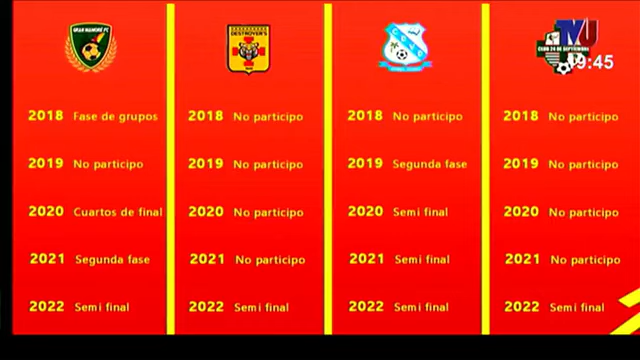 TVU
19:45
GRAN MAMORÉ FC
DESTROYER'S
CLUB 24 DE SEPTIEMBRE
2018 Fase de grupos
2019 No participo
2020 Cuartos de final
2021 Segunda fase
2022 Semi final
2018 No participo
2019 No participo
2020 No participo
2021 No participo
2022 Semi final
2018 No participo
2019 Segunda fase
2020 Semi final
2021 Semi final
2022 Semi final
2018 No participo
2019 No participo
2020 No participo
2021 No participo
2022 Semi final